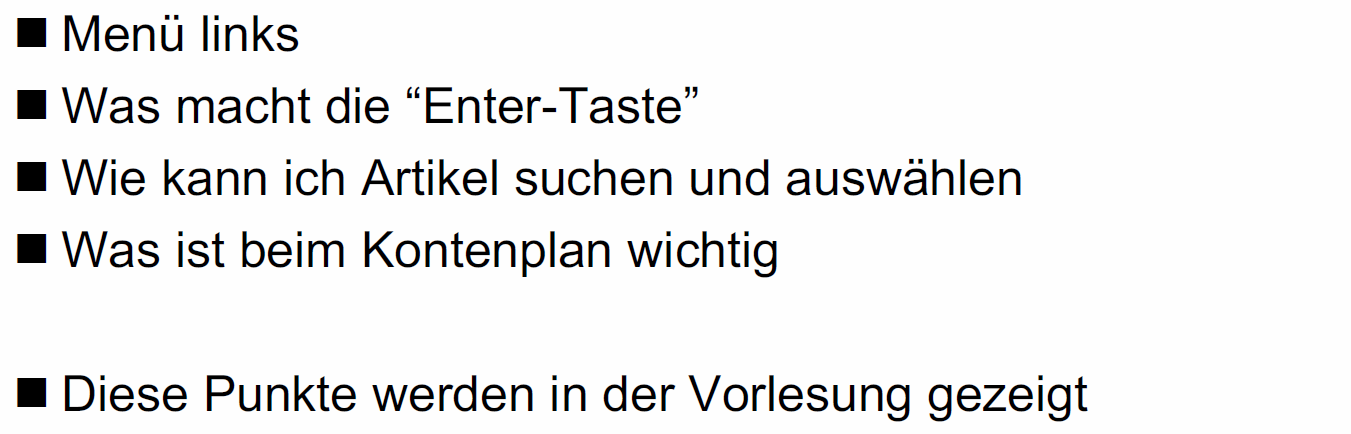 ■ Menü links
■ Was macht die “Enter-Taste”
■ Wie kann ich Artikel suchen und auswählen
■ Was ist beim Kontenplan wichtig
■ Diese Punkte werden in der Vorlesung gezeigt